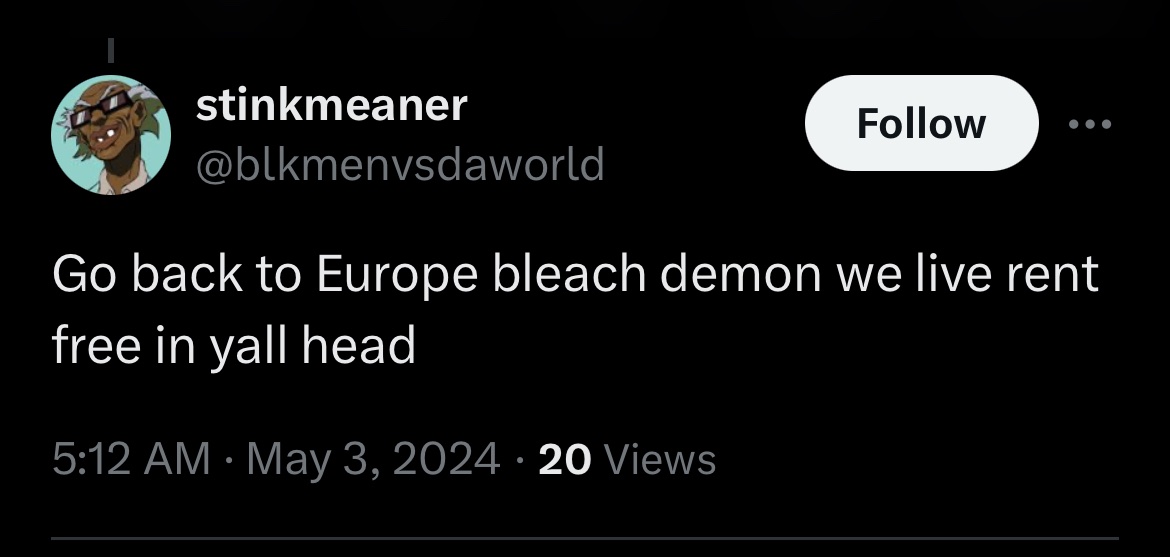 stinkmeaner
@blkmenvsdaworld
Follow
Go back to Europe bleach demon we live rent
free in yall head
5:12 AM · May 3, 2024 · 20 Views